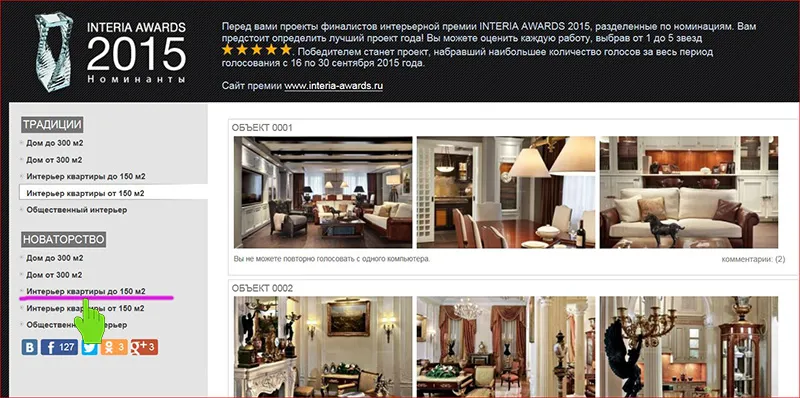 INTERIA AWARDS
2015
Номинанты
Перед вами проекты финалистов интерьерной премии INTERIA AWARDS 2015, разделенные по номинациям. Вам
предстоит определить лучший проект года! Вы можете оценить каждую работу, выбрав от 1 до 5 звезд
. Победителем станет проект, набравший наибольшее количество голосов за весь период
голосования с 16 по 30 сентября 2015 года.
Сайт премии www.interia-awards.ru
ТРАДИЦИИ
Дом до 300 м2
Дом от 300 м2
Интерьер квартиры до 150 м2
Интерьер квартиры от 150 м2
Общественный интерьер
НОВАТОРСТВО
Дом до 300 м2
Дом от 300 м2
Интерьер квартиры до 150 м2
Интерьер квартиры от 150 м2
Общественный интерьер
127
3
3
ОБЪЕКТ 0001
Вы не можете повторно голосовать с одного компьютера.
комментарии: (2)
ОБЪЕКТ 0002